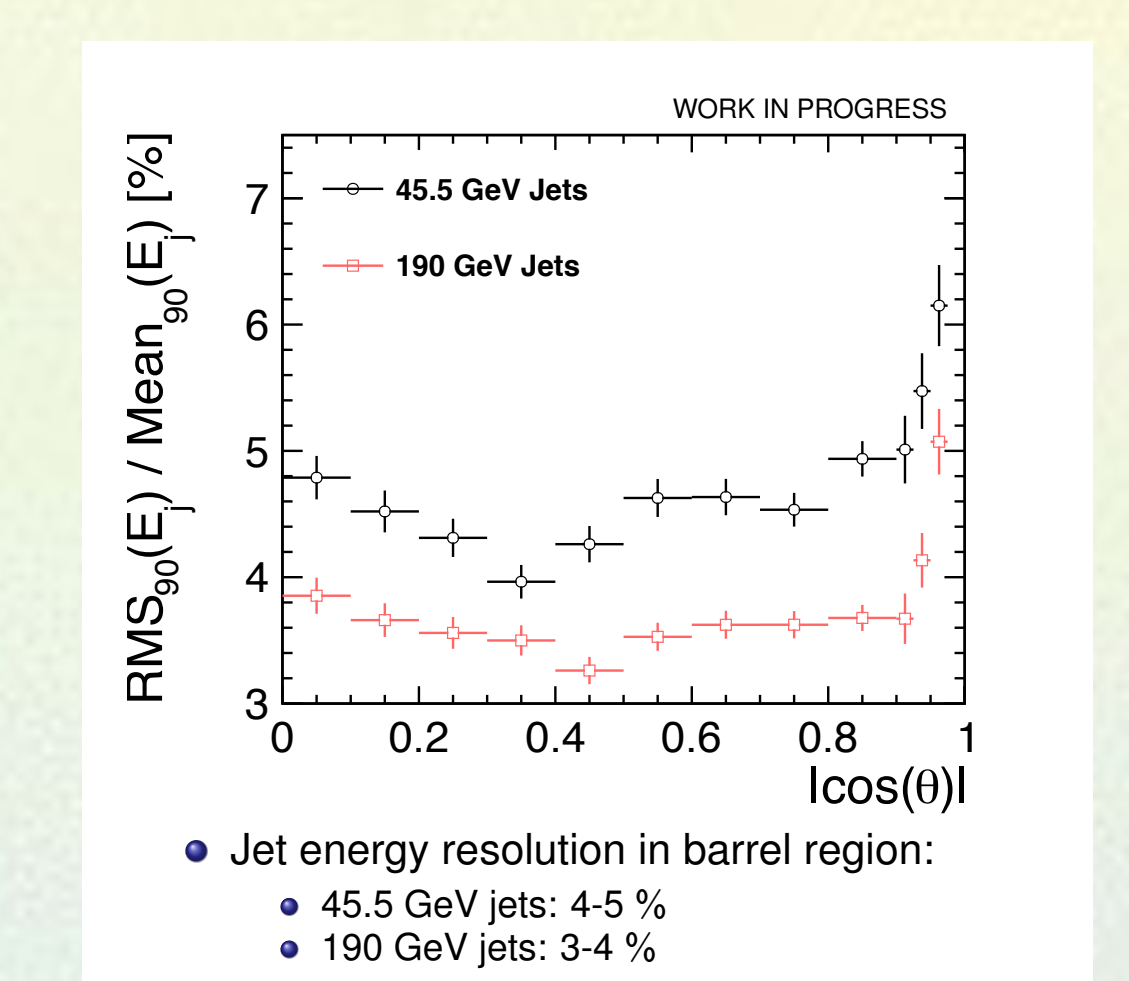 WORK IN PROGRESS
RMS90(Ej) / Mean90(Ej) [%]
45.5 GeV Jets
190 GeV Jets
7
6
5
4
3
0 0.2 0.4 0.6 0.8 1
|cos(θ)|
Jet energy resolution in barrel region:
45.5 GeV jets: 4-5 %
190 GeV jets: 3-4 %